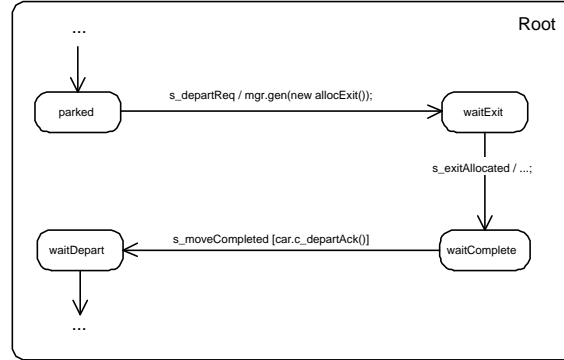 ...
Root
s_departReq / mgr.gen(new allocExit());
parked
waitExit
s_exitAllocated / ...;
s_moveCompleted [car.c_departAck()]
waitDepart
waitComplete
...